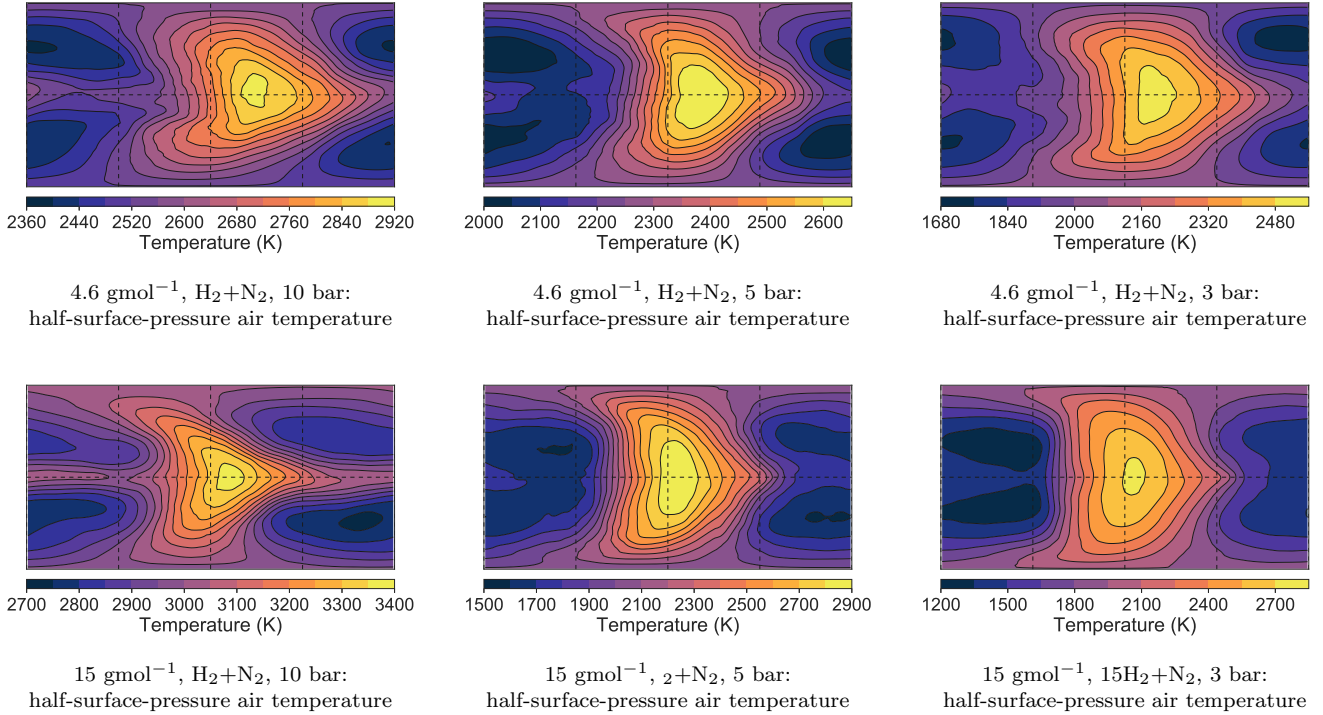 2360 2440 2520 2600 2680 2760 2840 2920
Temperature (K)
4.6 gmol⁻¹, H₂+N₂, 10 bar:
half-surface-pressure air temperature
2000 2100 2200 2300 2400 2500 2600
Temperature (K)
4.6 gmol⁻¹, H₂+N₂, 5 bar:
half-surface-pressure air temperature
1680 1840 2000 2160 2320 2480
Temperature (K)
4.6 gmol⁻¹, H₂+N₂, 3 bar:
half-surface-pressure air temperature
2700 2800 2900 3000 3100 3200 3300 3400
Temperature (K)
15 gmol⁻¹, H₂+N₂, 10 bar:
half-surface-pressure air temperature
1500 1700 1900 2100 2300 2500 2700 2900
Temperature (K)
15 gmol⁻¹, ₂+N₂, 5 bar:
half-surface-pressure air temperature
1200 1500 1800 2100 2400 2700
Temperature (K)
15 gmol⁻¹, 15H₂+N₂, 3 bar:
half-surface-pressure air temperature